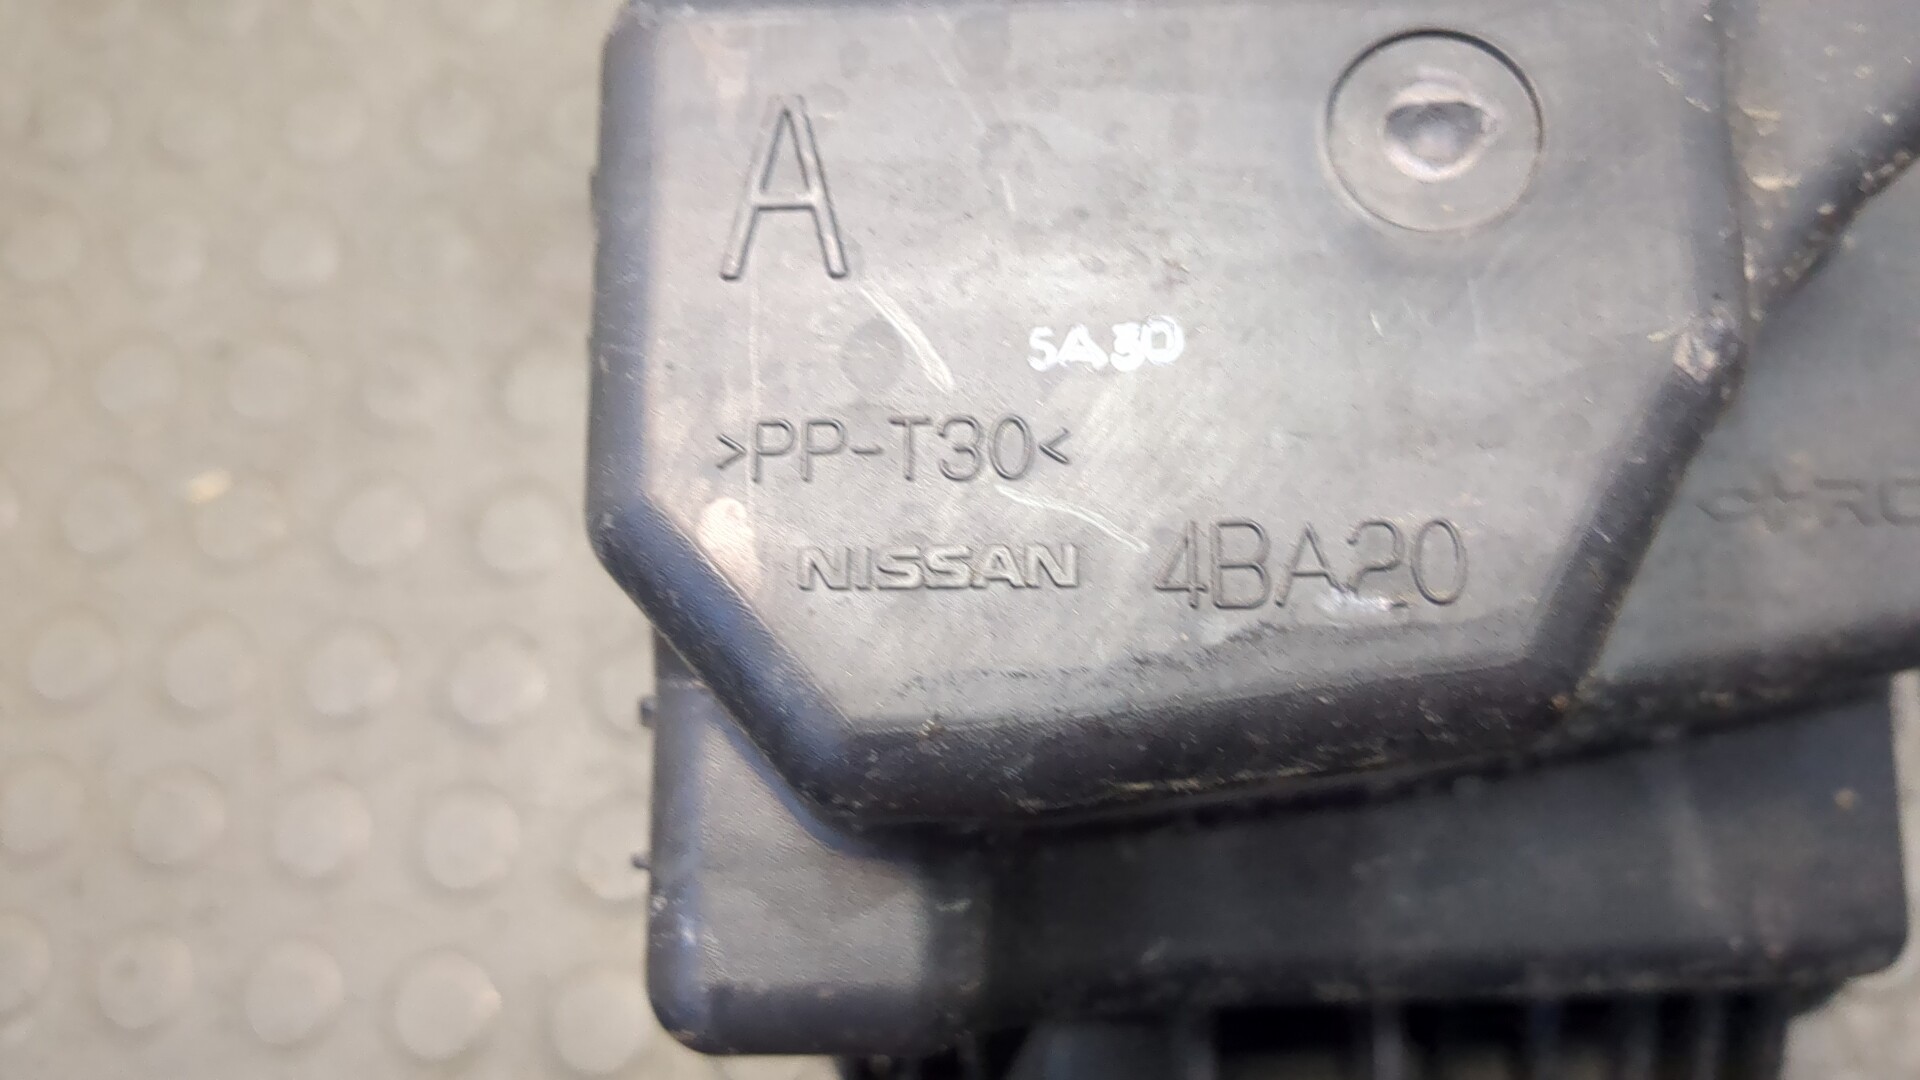 A
5A30
>PP-T30<
NISSAN 4BA20